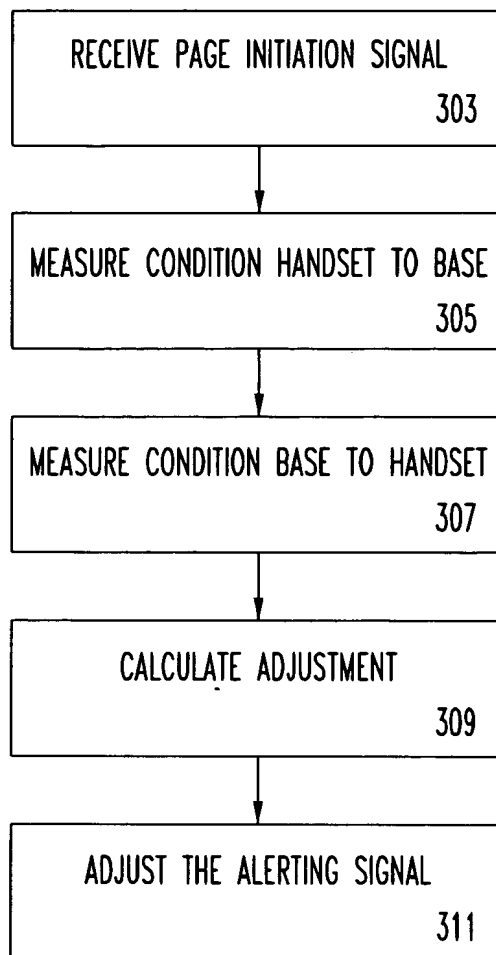 RECEIVE PAGE INITIATION SIGNAL
303
MEASURE CONDITION HANDSET TO BASE
305
MEASURE CONDITION BASE TO HANDSET
307
CALCULATE ADJUSTMENT
309
ADJUST THE ALERTING SIGNAL
311